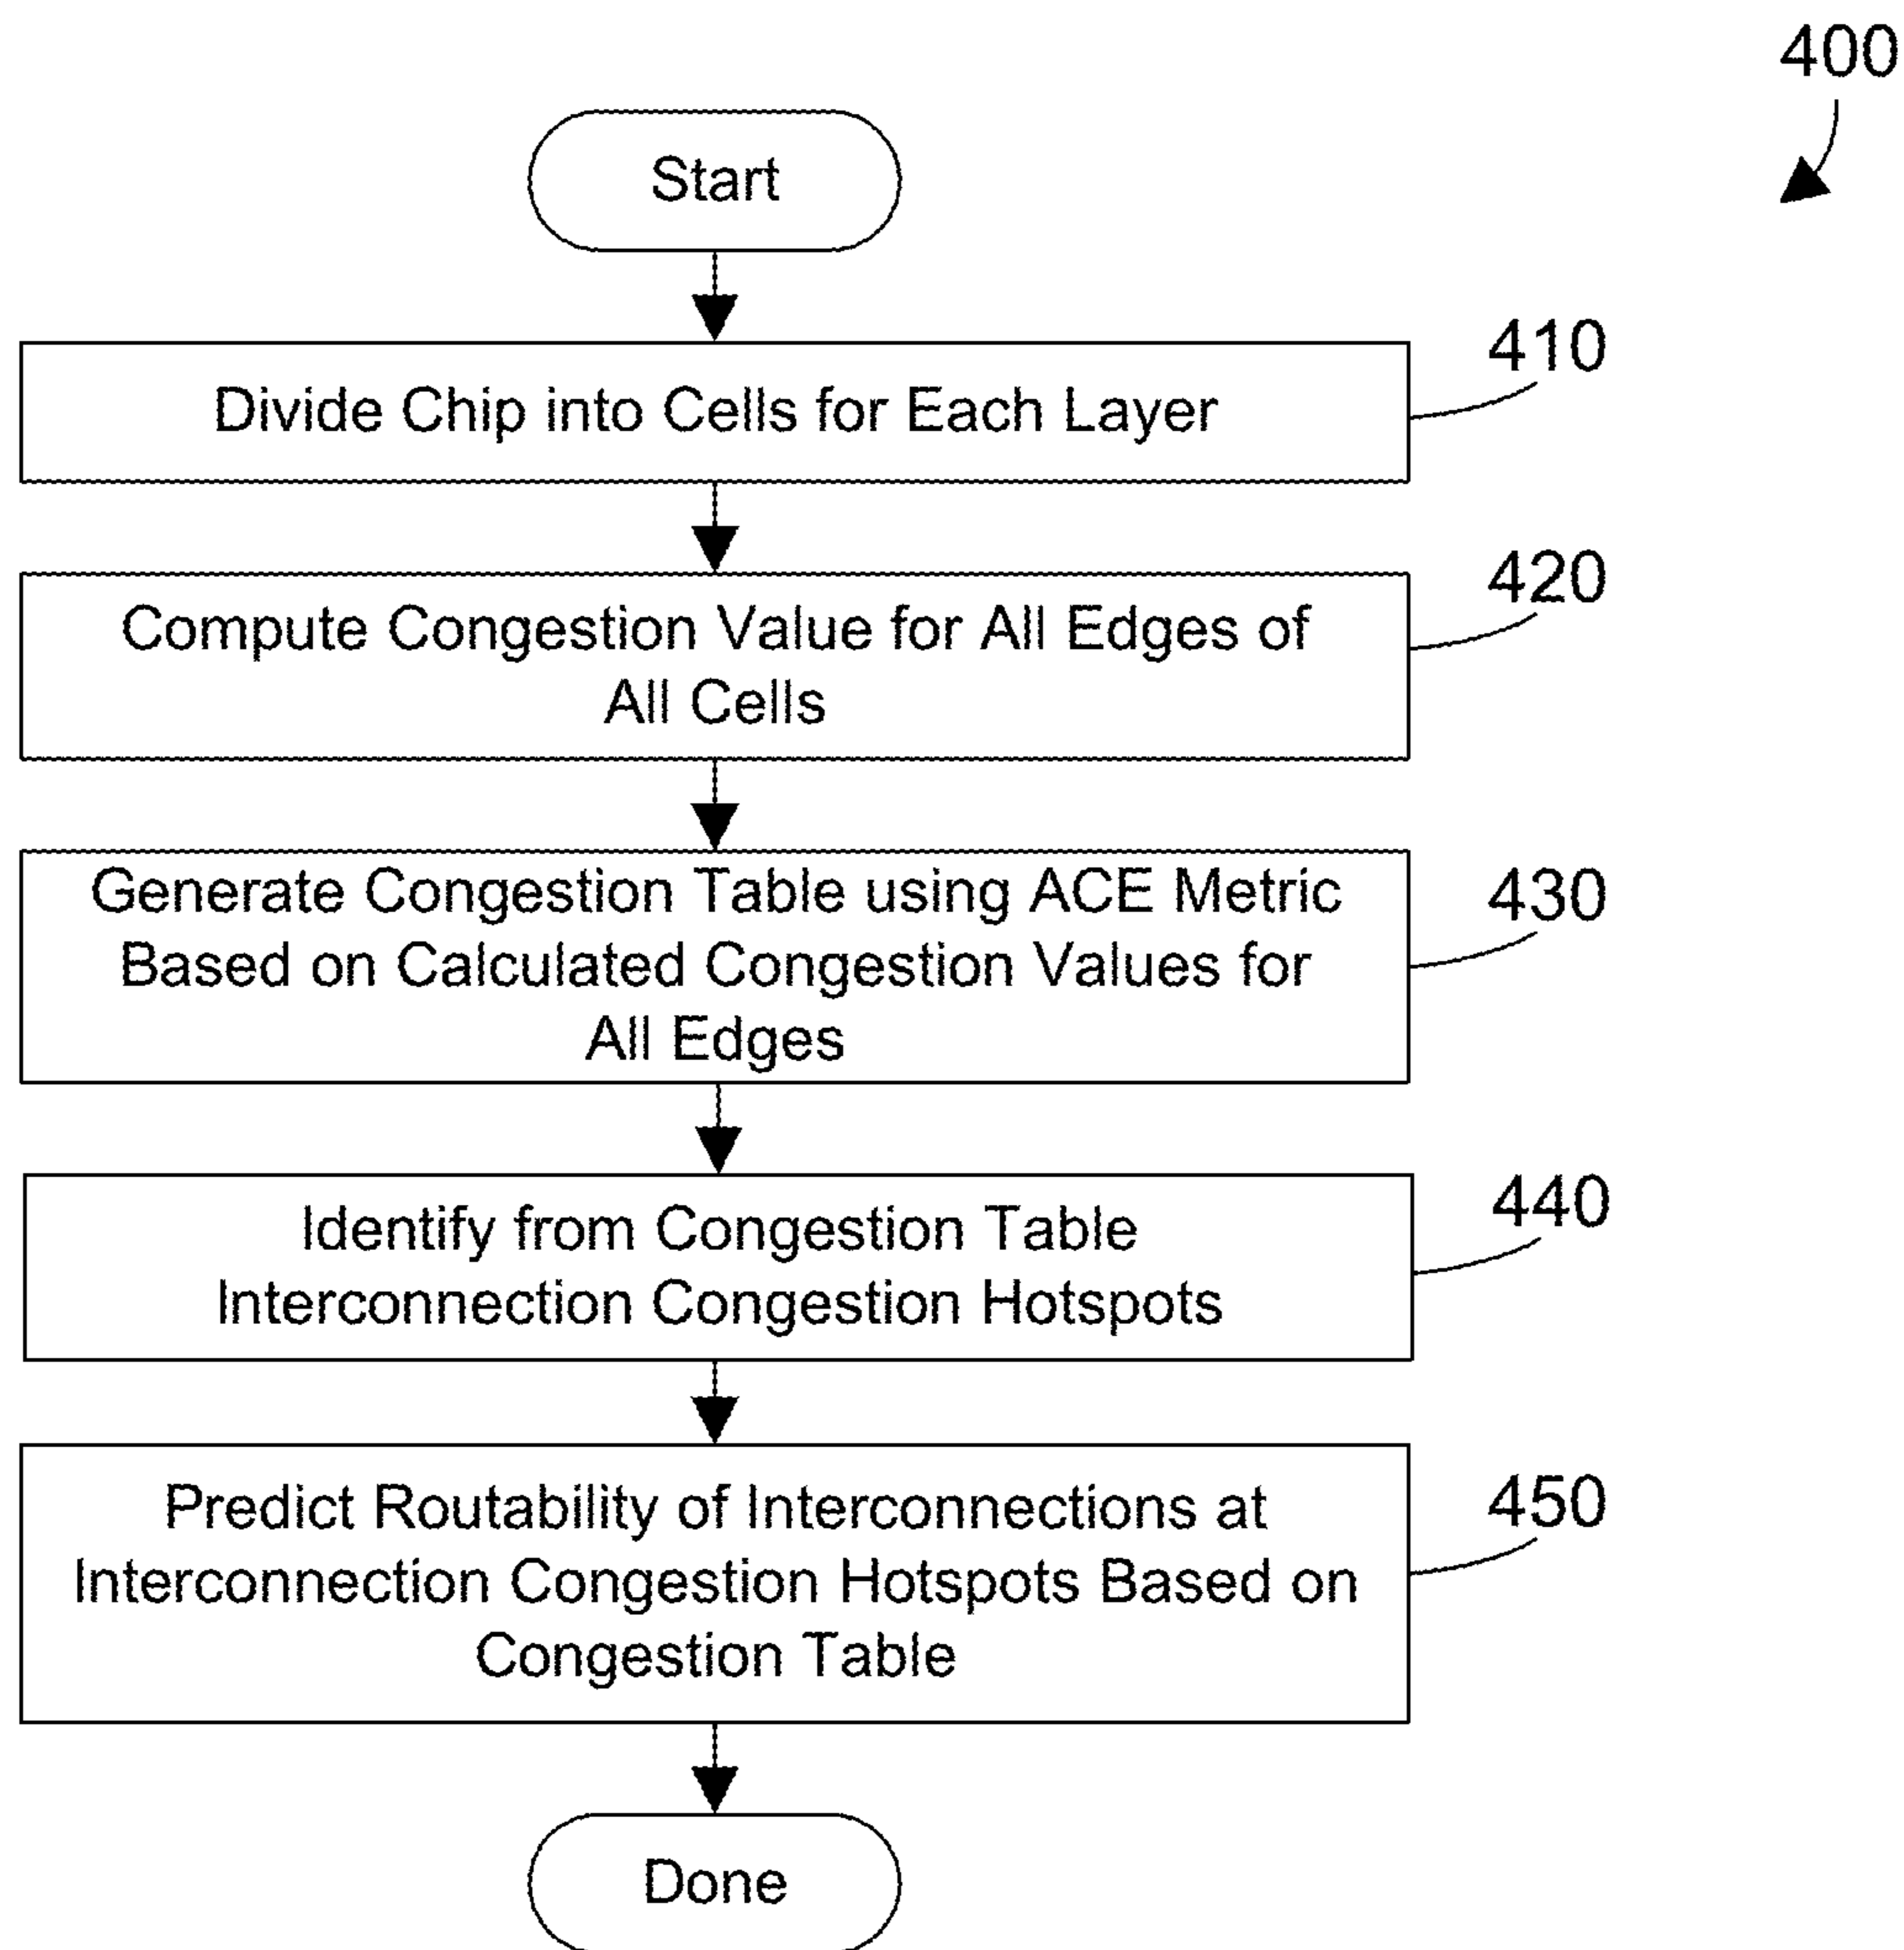 400
Start
410
Divide Chip into Cells for Each Layer
420
Compute Congestion Value for All Edges of
All Cells
430
Generate Congestion Table using ACE Metric
Based on Calculated Congestion Values for
All Edges
440
Identify from Congestion Table
Interconnection Congestion Hotspots
450
Predict Routability of Interconnections at
Interconnection Congestion Hotspots Based on
Congestion Table
Done